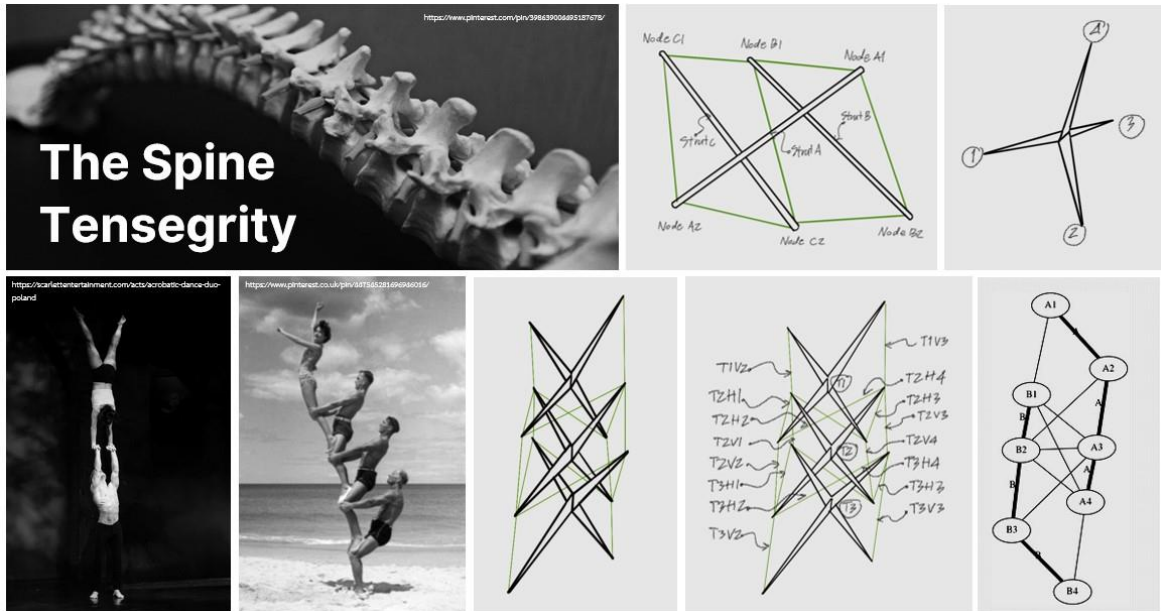 https://www.pinterest.com/pin/398639006695187678/
The Spine
Tensegrity
Node C1
Node B1
Node A1
Strut C
Strut A
Strut B
Node A2
Node C2
Node B2
4
1
3
2
https://scarlettentertainment.com/acts/acrobatic-dance-duo-
poland
https://www.pinterest.co.uk/pin/
T1V2
T2H1
T2H2
T2V1
T2V2
T3H1
T3H2
T3V2
T1
T2
T3
T1V3
T2H4
T2H3
T2V3
T2V4
T3H4
T3H3
T3V3
A1
A2
B1
B
A
B2
A3
B
A
A4
B3
B4